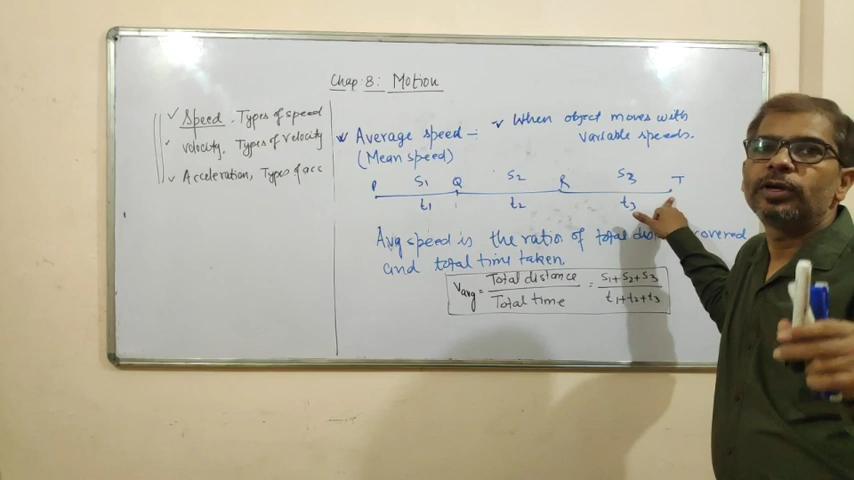 Chap. 8: Motion
Speed. Types of speed
velocity, Types of velocity
Acceleration, Types of acc
Average speed :-
(Mean speed)
When object moves with
variable speeds.
P S1 Q S2 R S3 T
t1 t2 t3
Avg speed is the ratio of total covered
and total time taken.
Vavg = Total distance / Total time = S1+S2+S3 / t1+t2+t3